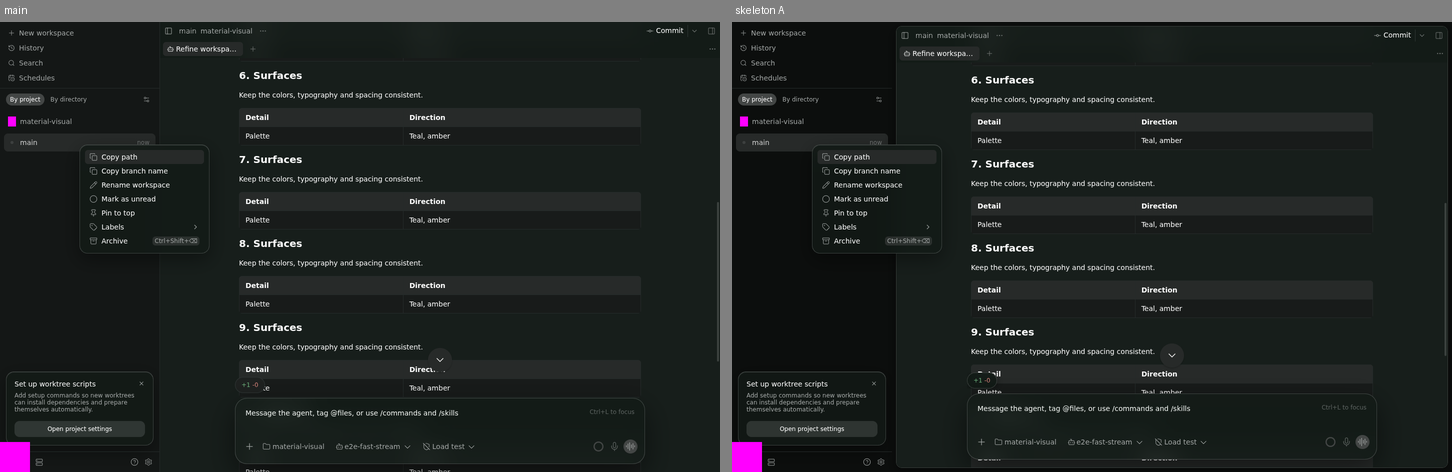 main
New workspace
History
Search
Schedules
By project By directory
material-visual
main now
Copy path
Copy branch name
Rename workspace
Mark as unread
Pin to top
Labels
Archive Ctrl+Shift+⌫
Set up worktree scripts
Add setup commands so new worktrees
can install dependencies and prepare
themselves automatically.
Open project settings
main material-visual ···
Commit
Refine workspa...
6. Surfaces
Keep the colors, typography and spacing consistent.
Detail Direction
Palette Teal, amber
7. Surfaces
Keep the colors, typography and spacing consistent.
Detail Direction
Palette Teal, amber
8. Surfaces
Keep the colors, typography and spacing consistent.
Detail Direction
Palette Teal, amber
9. Surfaces
Keep the colors, typography and spacing consistent.
Detail
Teal, amber
+1 -0
Message the agent, tag @files, or use /commands and /skills
Ctrl+L to focus
material-visual e2e-fast-stream Load test
Palette Teal, amber
skeleton A
New workspace
History
Search
Schedules
By project By directory
material-visual
main now
Copy path
Copy branch name
Rename workspace
Mark as unread
Pin to top
Labels
Archive Ctrl+Shift+⌫
Set up worktree scripts
Add setup commands so new worktrees
can install dependencies and prepare
themselves automatically.
Open project settings
main material-visual ···
Commit
Refine workspa...
6. Surfaces
Keep the colors, typography and spacing consistent.
Detail Direction
Palette Teal, amber
7. Surfaces
Keep the colors, typography and spacing consistent.
Detail Direction
Palette Teal, amber
8. Surfaces
Keep the colors, typography and spacing consistent.
Detail Direction
Palette Teal, amber
9. Surfaces
Keep the colors, typography and spacing consistent.
Detail Direction
Palette Teal, amber
+1 -0
Message the agent, tag @files, or use /commands and /skills
Ctrl+L to focus
material-visual e2e-fast-stream Load test